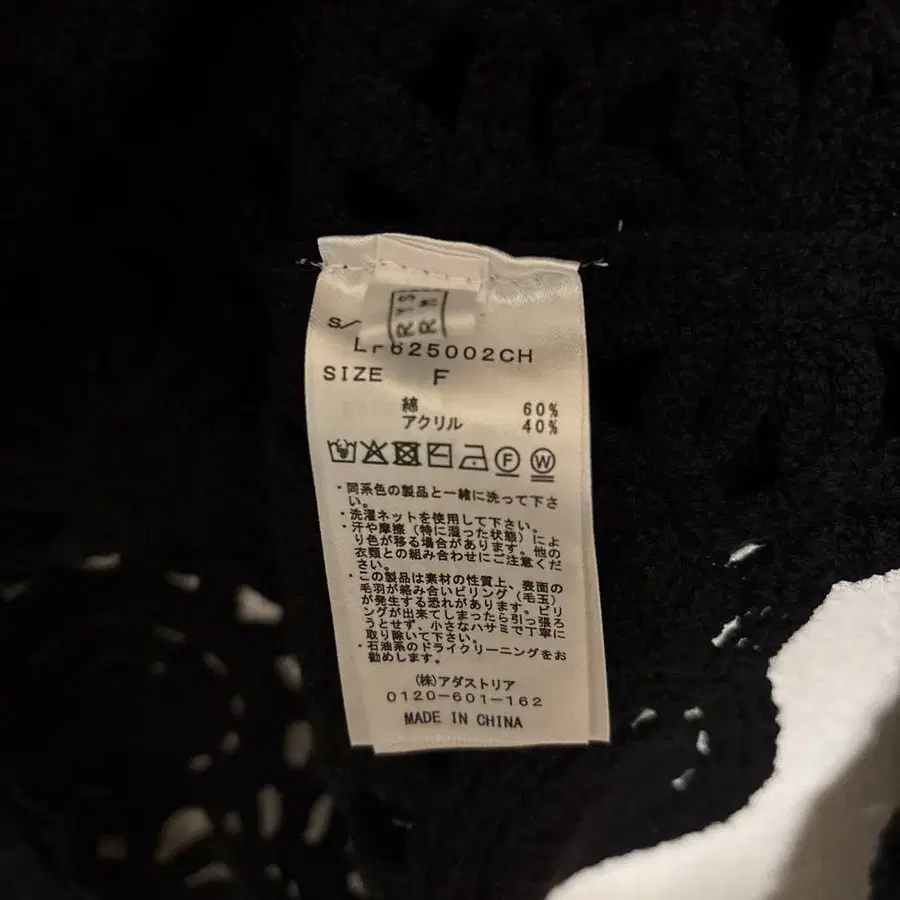 S/
625002CH
SIZE F
綿 60%
アクリル 40%
F W
・同系色の製品と一緒に洗って下さ
い。
・洗濯ネットを使用して下さい。
・汗や摩擦（特に湿った状態）によ
り色が移る場合があります。他の
衣類との組み合わせにご注意くだ
さい。
・この製品は素材の性質上、表面の
毛羽が絡みピリング（毛玉）
が発生する恐れがあります。ピリ
ングが出来てしまったら引っ張ろ
うとせず、小さなハサミで丁寧に
取り除いて下さい。
・石油系のドライクリーニングをお
勧めします。
(株)アダストリア
0120-601-162
MADE IN CHINA